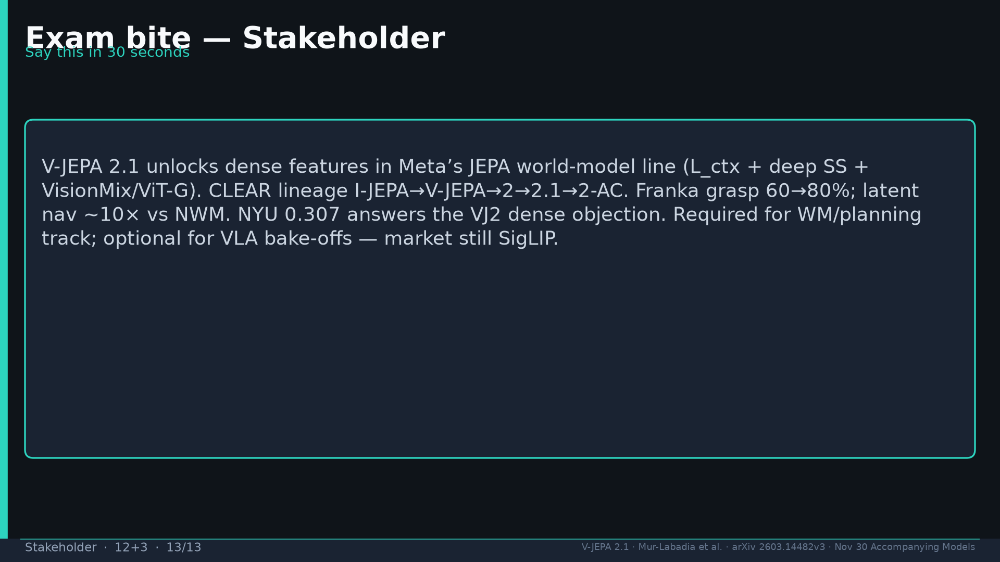 Exam bite — Stakeholder
Say this in 30 seconds
V-JEPA 2.1 unlocks dense features in Meta’s JEPA world-model line (L_ctx + deep SS +
VisionMix/ViT-G). CLEAR lineage I-JEPA→V-JEPA→2→2.1→2-AC. Franka grasp 60→80%; latent
nav ~10× vs NWM. NYU 0.307 answers the VJ2 dense objection. Required for WM/planning
track; optional for VLA bake-offs — market still SigLIP.
Stakeholder · 12+3 · 13/13
V-JEPA 2.1 · Mur-Labadia et al. · arXiv 2603.14482v3 · Nov 30 Accompanying Models